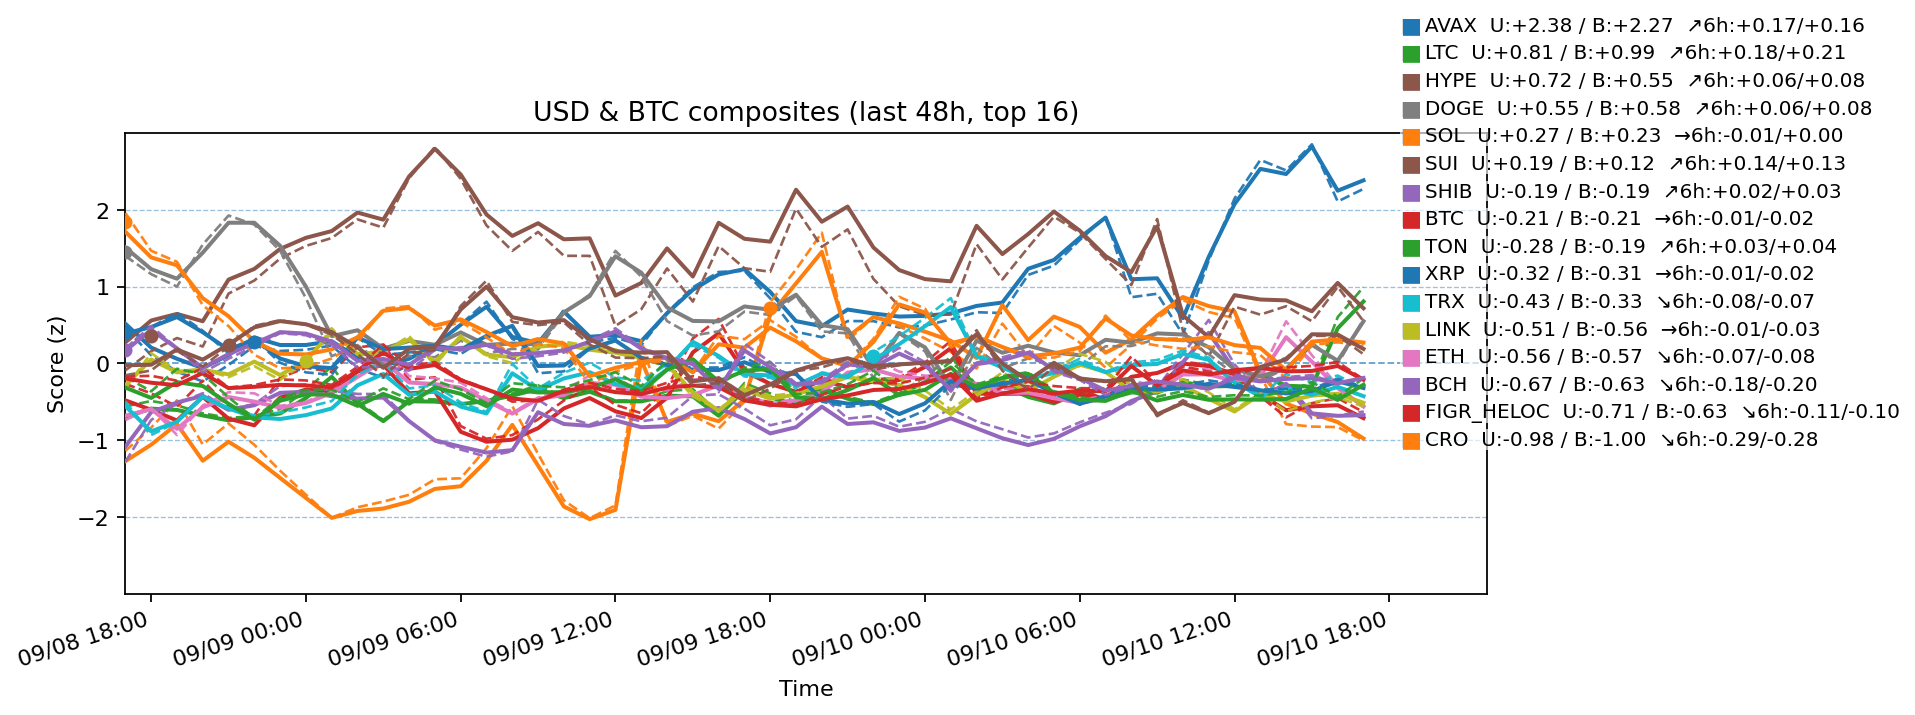 AVAX  U:+2.38 / B:+2.27  ↗6h:+0.17/+0.16
LTC  U:+0.81 / B:+0.99  ↗6h:+0.18/+0.21
HYPE  U:+0.72 / B:+0.55  ↗6h:+0.06/+0.08
DOGE  U:+0.55 / B:+0.58  ↗6h:+0.06/+0.08
SOL  U:+0.27 / B:+0.23  →6h:-0.01/+0.00
SUI  U:+0.19 / B:+0.12  ↗6h:+0.14/+0.13
SHIB  U:-0.19 / B:-0.19  ↗6h:+0.02/+0.03
BTC  U:-0.21 / B:-0.21  →6h:-0.01/-0.02
TON  U:-0.28 / B:-0.19  ↗6h:+0.03/+0.04
XRP  U:-0.32 / B:-0.31  →6h:-0.01/-0.02
TRX  U:-0.43 / B:-0.33  ↘6h:-0.08/-0.07
LINK  U:-0.51 / B:-0.56  →6h:-0.01/-0.03
ETH  U:-0.56 / B:-0.57  ↘6h:-0.07/-0.08
BCH  U:-0.67 / B:-0.63  ↘6h:-0.18/-0.20
FIGR_HELOC  U:-0.71 / B:-0.63  ↘6h:-0.11/-0.10
CRO  U:-0.98 / B:-1.00  ↘6h:-0.29/-0.28
USD & BTC composites (last 48h, top 16)
Score (z)
2
1
0
−1
−2
09/08 18:00
09/09 00:00
09/09 06:00
09/09 12:00
09/09 18:00
09/10 00:00
09/10 06:00
09/10 12:00
09/10 18:00
Time